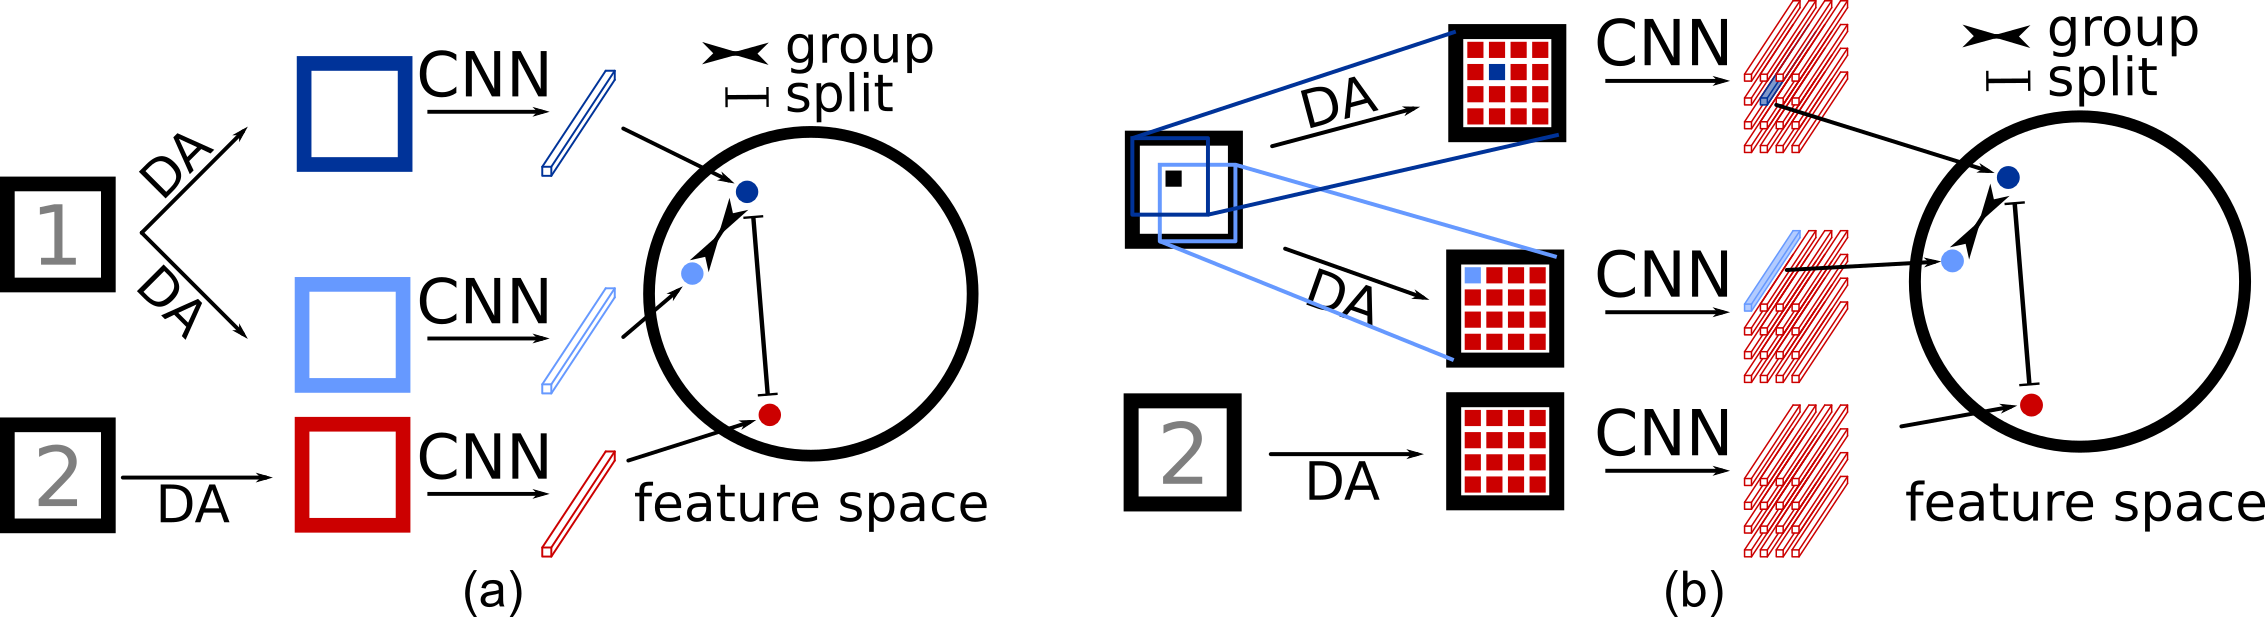 CNN
group
split
DA
1
DA
CNN
2
DA
CNN
feature space
(a)
CNN
group
split
DA
DA
CNN
2
DA
CNN
feature space
(b)